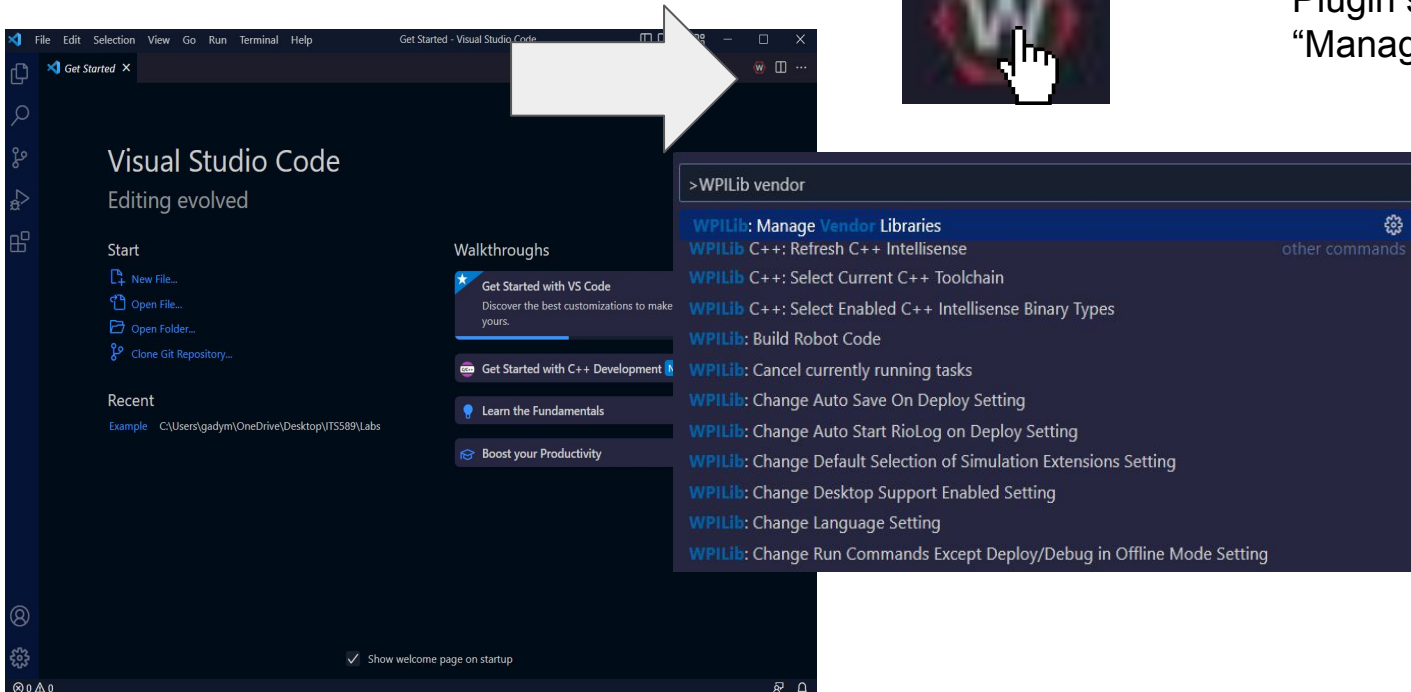 Plugin s
"Manag
W
File Edit Selection View Go Run Terminal Help
Get Started - Visual Studio Code
Get Started
W
Visual Studio Code
Editing evolved
Start
New File...
Open File...
Open Folder...
Clone Git Repository...
Recent
Example C:\Users\gadym\OneDrive\Desktop\ITS589\Labs
Walkthroughs
Get Started with VS Code
Discover the best customizations to make
yours.
Get Started with C++ Development
Learn the Fundamentals
Boost your Productivity
Show welcome page on startup
0 0
>WPILib vendor
WPILib: Manage Vendor Libraries
WPILib C++: Refresh C++ Intellisense other commands
WPILib C++: Select Current C++ Toolchain
WPILib C++: Select Enabled C++ Intellisense Binary Types
WPILib: Build Robot Code
WPILib: Cancel currently running tasks
WPILib: Change Auto Save On Deploy Setting
WPILib: Change Auto Start RioLog on Deploy Setting
WPILib: Change Default Selection of Simulation Extensions Setting
WPILib: Change Desktop Support Enabled Setting
WPILib: Change Language Setting
WPILib: Change Run Commands Except Deploy/Debug in Offline Mode Setting